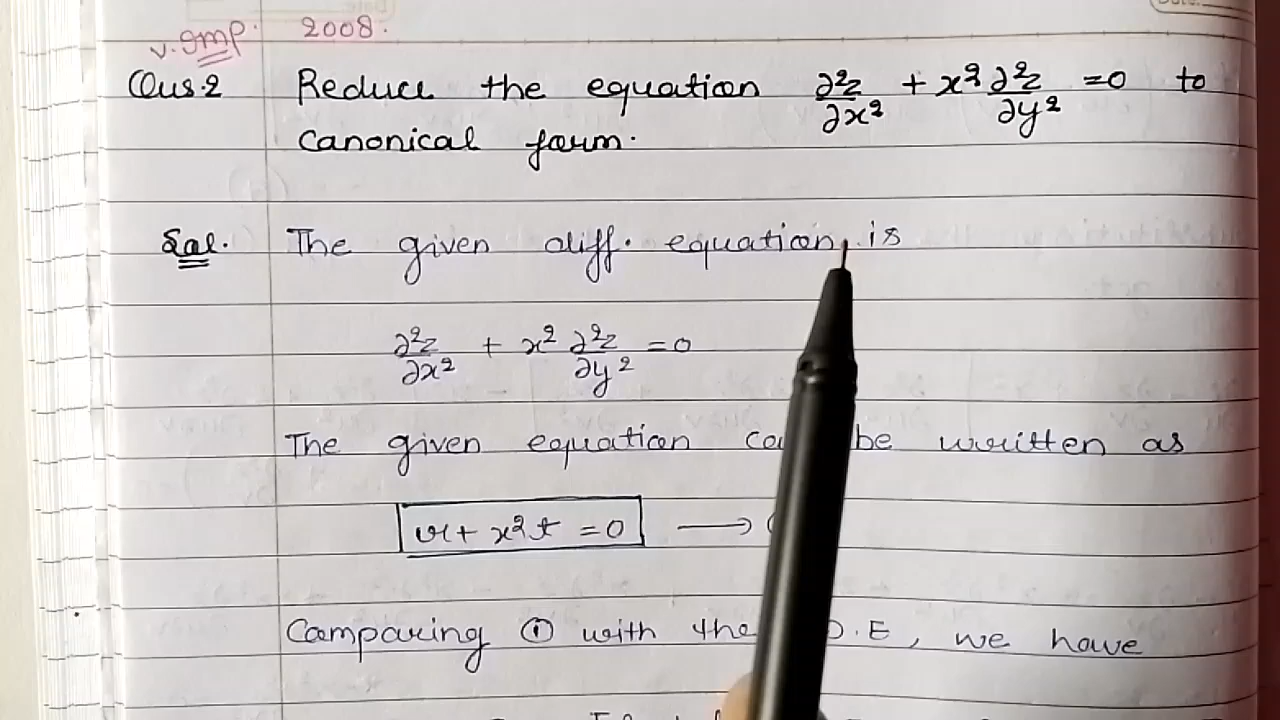 v. Imp. 2008.
Ques.2 Reduce the equation ∂²z/∂x² + x² ∂²z/∂y² = 0 to
canonical form.
Sol. The given diff. equation is
∂²z/∂x² + x² ∂²z/∂y² = 0
The given equation ca be written as
r + x²t = 0 ⟶
Comparing ① with the D.E, we have